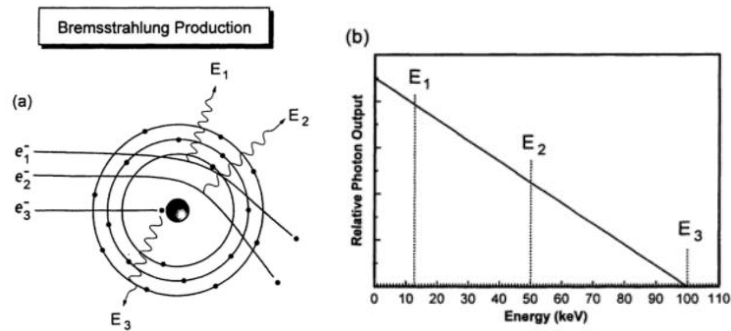 Bremsstrahlung Production
(a)
E1
E2
e1-
e2-
e3-
E3
(b)
Relative Photon Output
E1
E2
E3
0 10 20 30 40 50 60 70 80 90 100 110
Energy (keV)